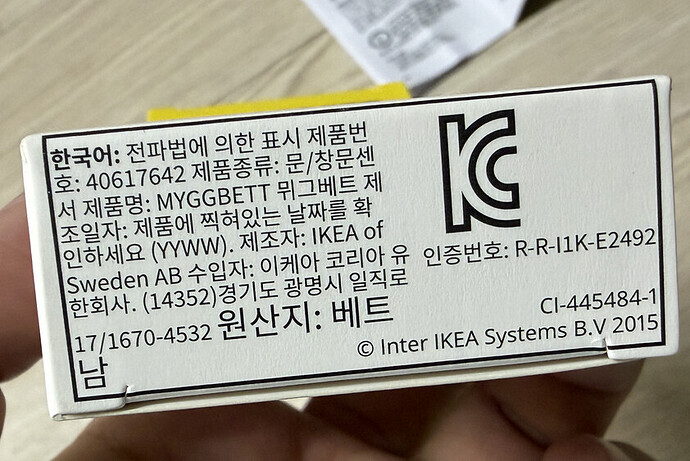 한국어: 전파법에 의한 표시 제품번
호: 40617642 제품종류: 문/창문센
서 제품명: MYGGBETT 뮈그베트 제
조일자: 제품에 찍혀있는 날짜를 확
인하세요 (YYWW). 제조자: IKEA of
Sweden AB 수입자: 이케아 코리아 유
한회사. (14352)경기도 광명시 일직로
17/1670-4532 원산지: 베트
남
인증번호: R-R-I1K-E2492
CI-445484-1
© Inter IKEA Systems B.V 2015